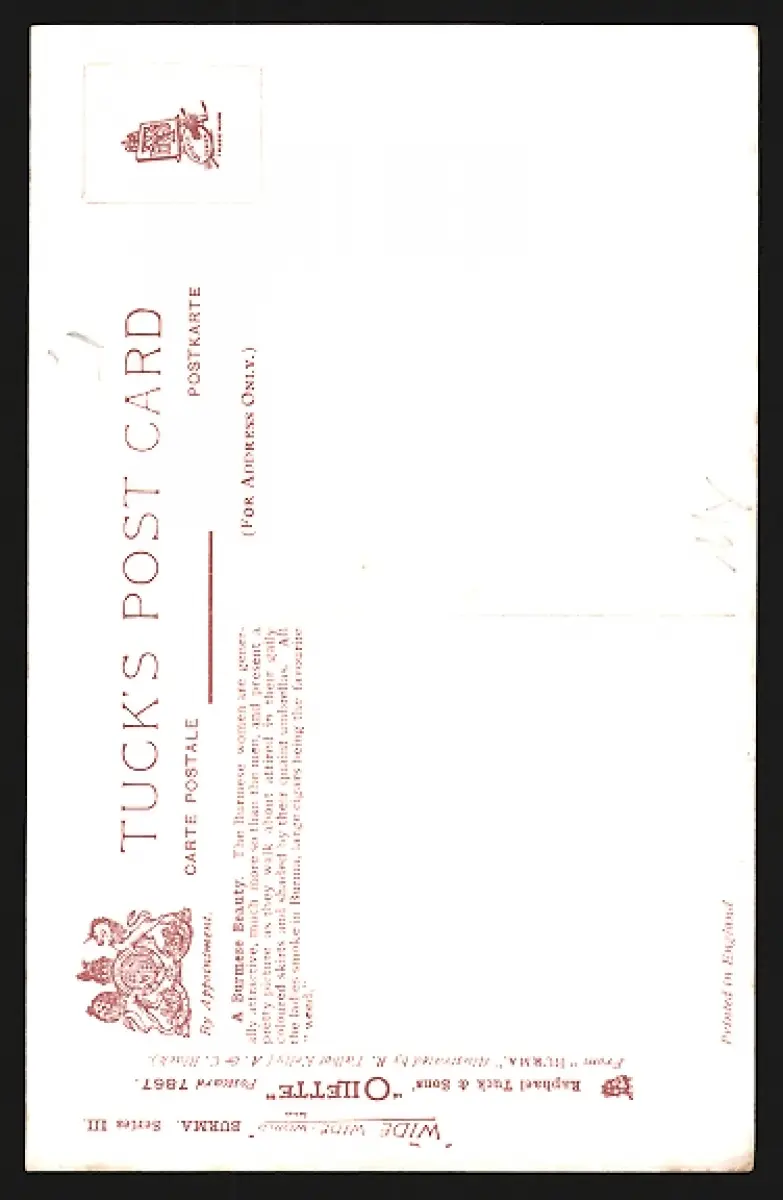 TUCK'S POST CARD
CARTE POSTALE
POSTKARTE
(FOR ADDRESS ONLY.)
By Appointment.
A Burmese Beauty. The Burmese women are gener-
ally attractive, much more so than the men, and present a
pretty picture as they walk about attired in their gaily
coloured skirts and shaded by their quaint umbrellas. All
the ladies smoke in Burma, large cigars being the favourite
"weed."
Printed in England
"WIDE-WIDE-WORLD" BURMA. Series III.
Raphael Tuck & Sons' "OILETTE" Postcard 7867.
From "BURMA," illustrated by R. Talbot Kelly (A. & C. Black).